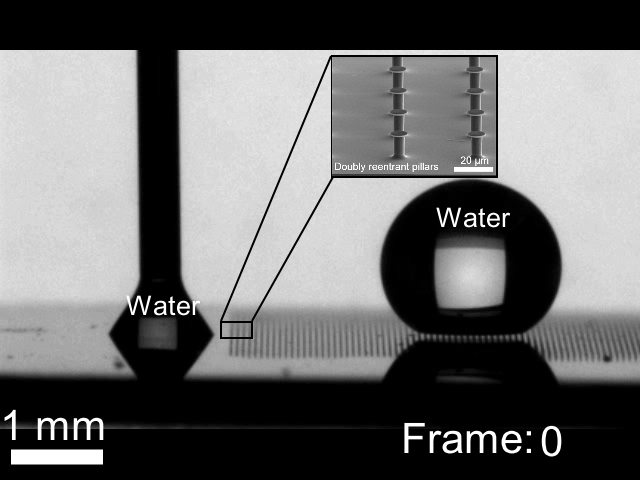 20 µm
Doubly reentrant pillars
Water
Water
1 mm
Frame: 0